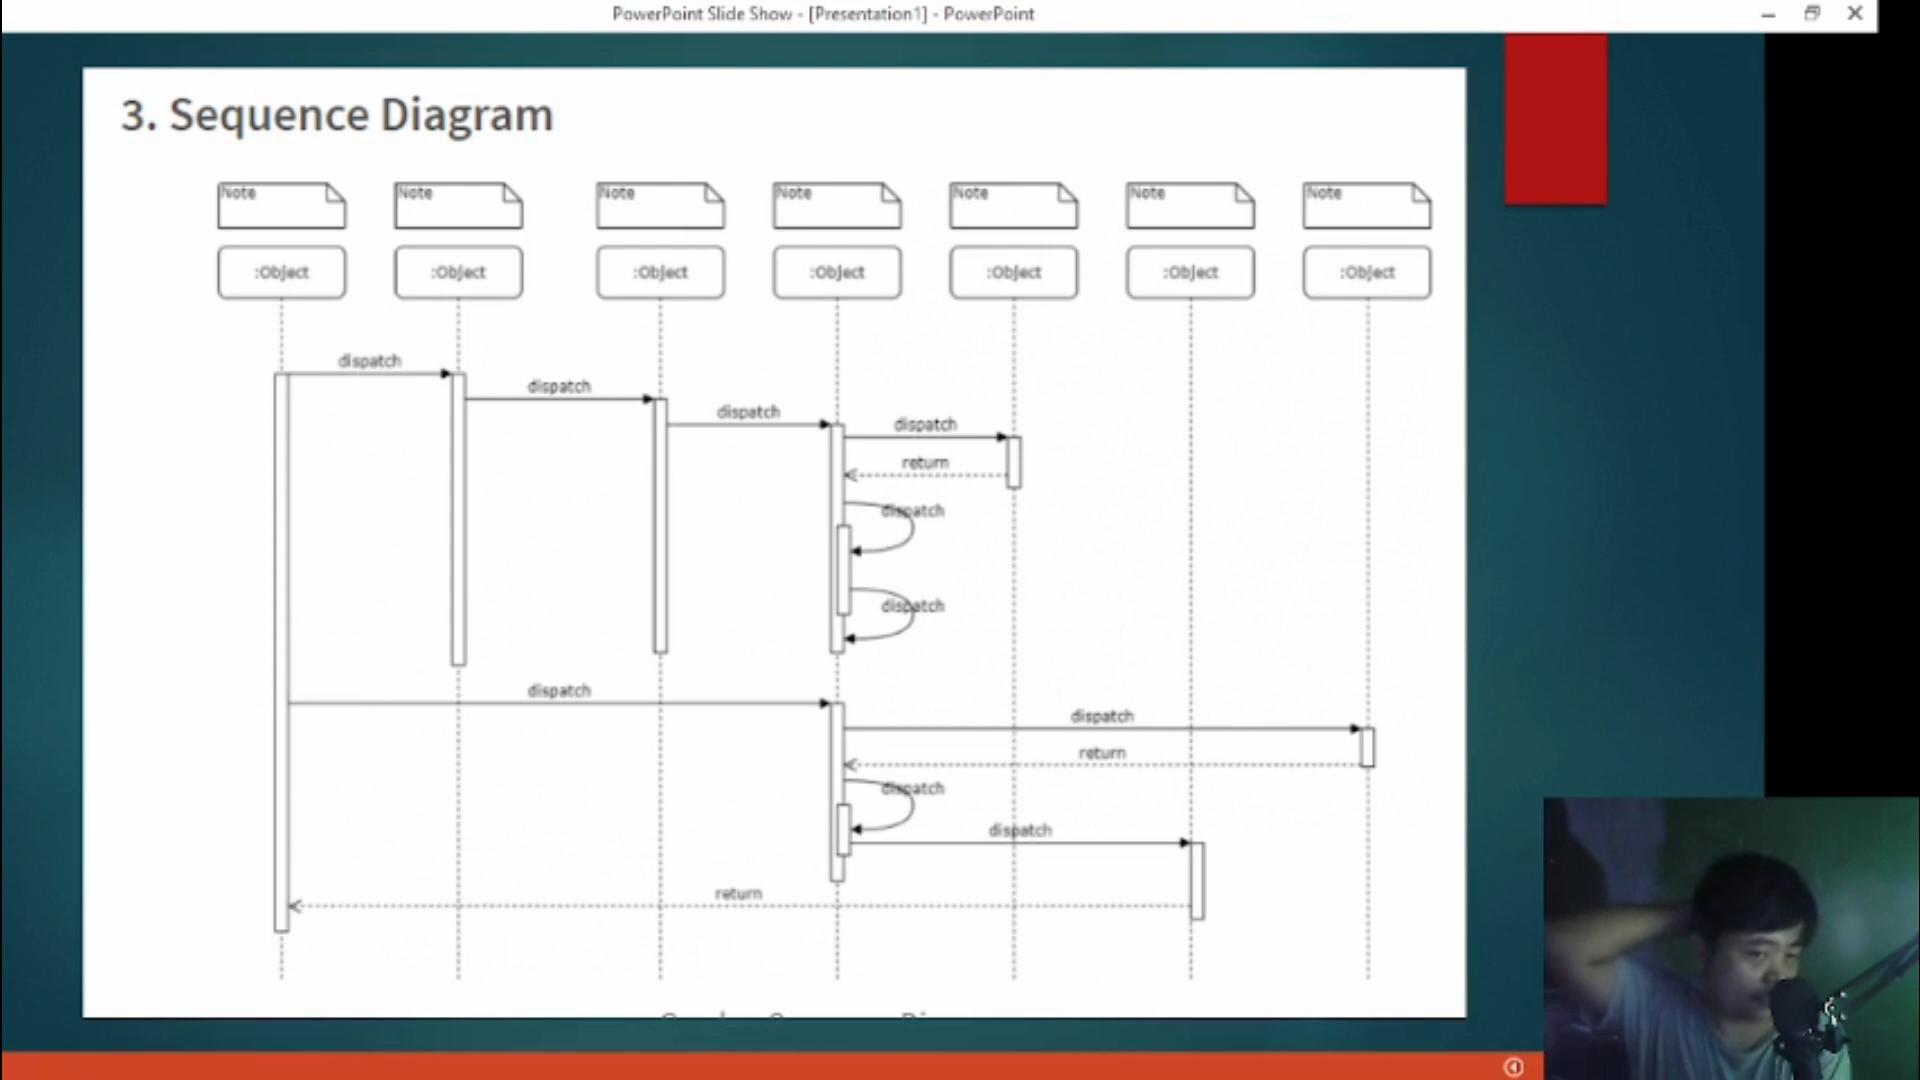 PowerPoint Slide Show - [Presentation1] - PowerPoint
3. Sequence Diagram
Note Note Note Note Note Note Note
:Object :Object :Object :Object :Object :Object :Object
dispatch
dispatch
dispatch
dispatch
return
dispatch
dispatch
dispatch
dispatch
return
dispatch
dispatch
return